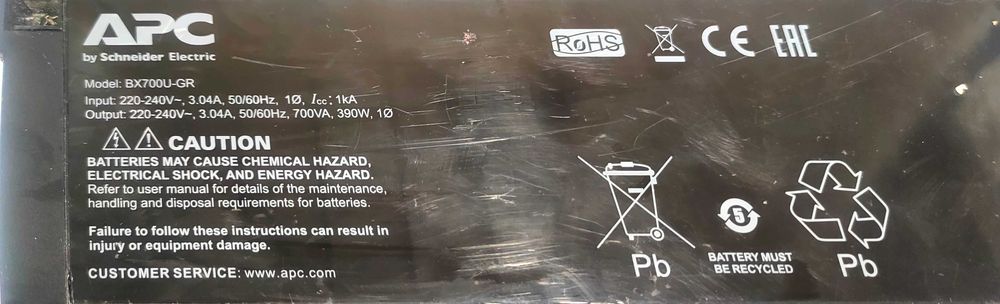 APC
by Schneider Electric
RoHS
CE
EAC
Model: BX700U-GR
Input: 220-240V~, 3.04A, 50/60Hz, 1Ø, Icc: 1kA
Output: 220-240V~, 3.04A, 50/60Hz, 700VA, 390W, 1Ø
CAUTION
BATTERIES MAY CAUSE CHEMICAL HAZARD,
ELECTRICAL SHOCK, AND ENERGY HAZARD.
Refer to user manual for details of the maintenance,
handling and disposal requirements for batteries.
Failure to follow these instructions can result in
injury or equipment damage.
CUSTOMER SERVICE: www.apc.com
Pb
5
BATTERY MUST
BE RECYCLED
Pb